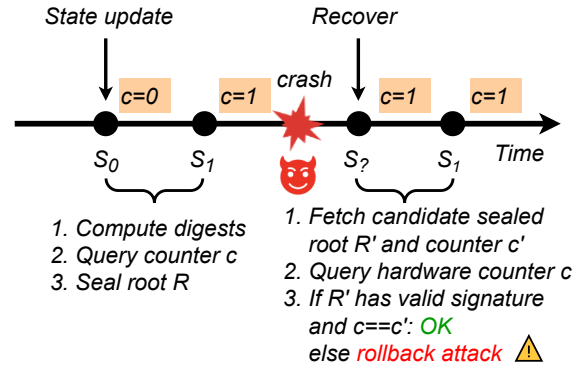 State update
Recover
c=0
c=1
crash
c=1
c=1
S0
S1
S?
S1
Time
1. Compute digests
2. Query counter c
3. Seal root R
1. Fetch candidate sealed
root R' and counter c'
2. Query hardware counter c
3. If R' has valid signature
and c==c': OK
else rollback attack